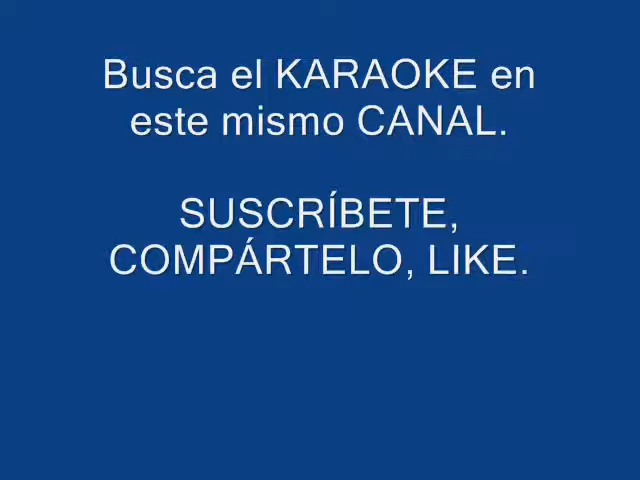 Busca el KARAOKE en
este mismo CANAL.
SUSCRÍBETE,
COMPÁRTELO, LIKE.